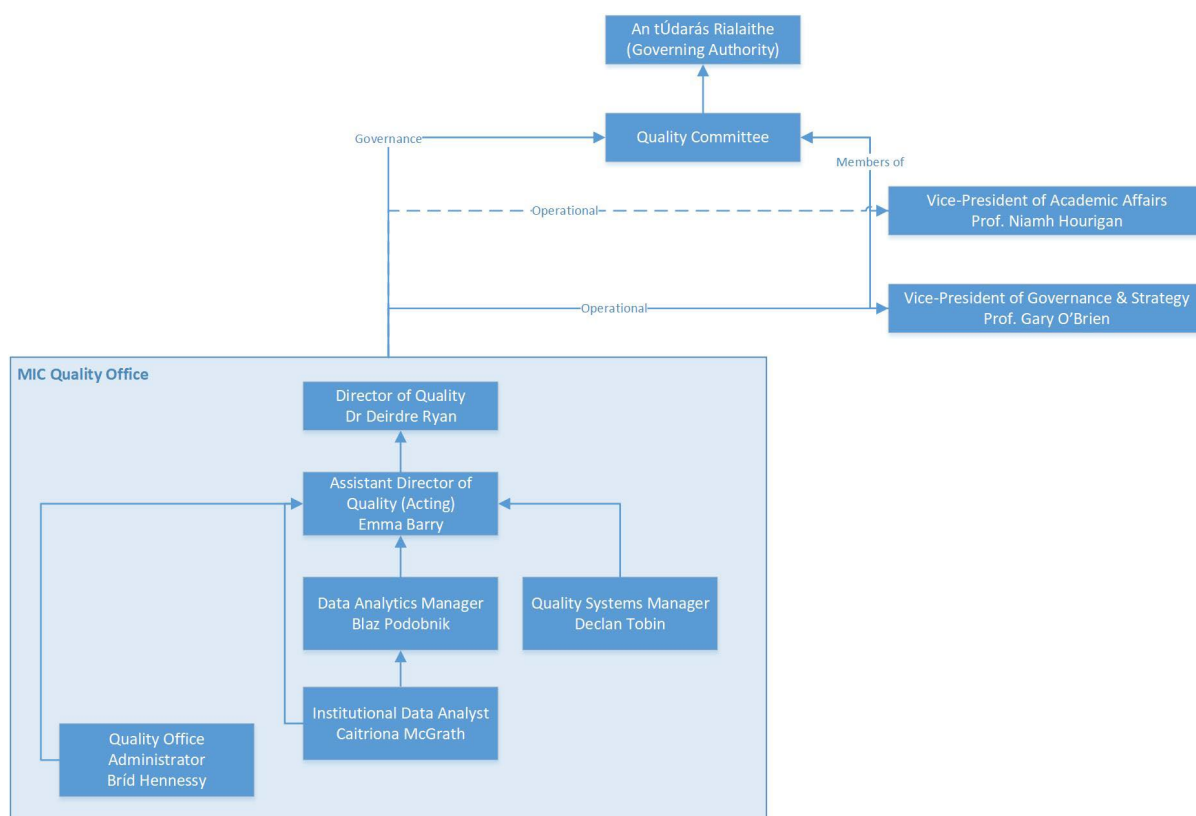 An tÚdarás Rialaithe
(Governing Authority)
Governance
Quality Committee
Members of
Operational
Vice-President of Academic Affairs
Prof. Niamh Hourigan
Operational
Vice-President of Governance & Strategy
Prof. Gary O'Brien
MIC Quality Office
Director of Quality
Dr Deirdre Ryan
Assistant Director of
Quality (Acting)
Emma Barry
Data Analytics Manager
Blaz Podobnik
Quality Systems Manager
Declan Tobin
Institutional Data Analyst
Caitriona McGrath
Quality Office
Administrator
Bríd Hennessy